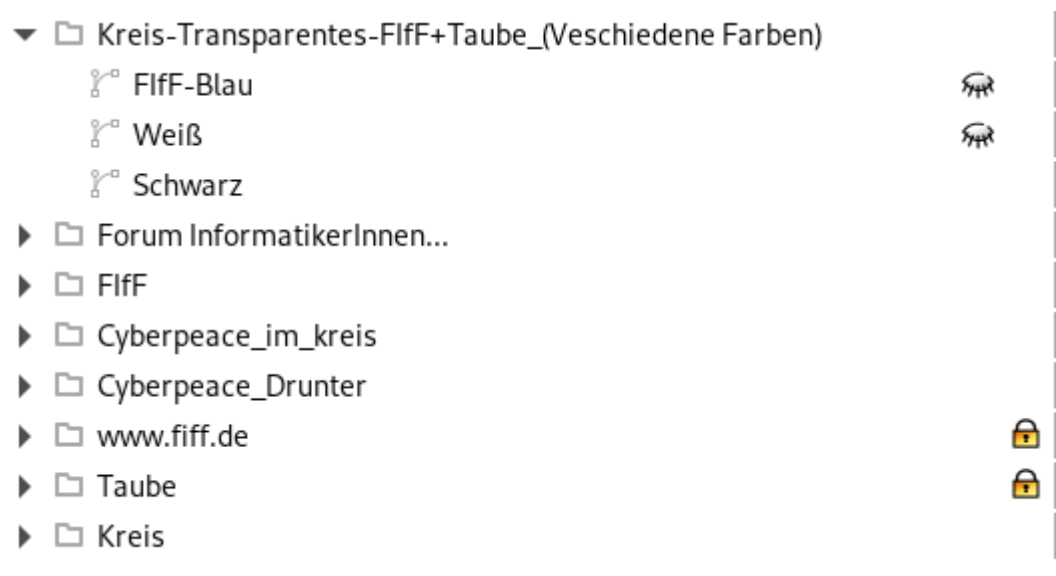 Kreis-Transparentes-FIfF+Taube_(Veschiedene Farben)
FIfF-Blau
Weiß
Schwarz
Forum InformatikerInnen...
FIfF
Cyberpeace_im_kreis
Cyberpeace_Drunter
www.fiff.de
Taube
Kreis